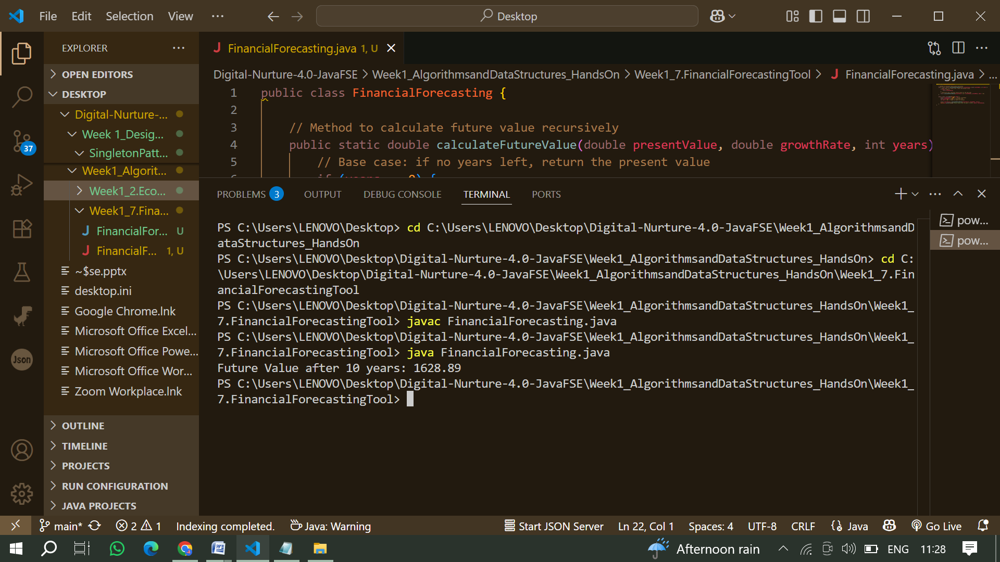 File Edit Selection View ··· Desktop
EXPLORER ···
OPEN EDITORS
DESKTOP
Digital-Nurture-...
Week 1_Desig...
SingletonPatt...
Week1_Algorit...
Week1_2.Eco...
Week1_7.Fina...
FinancialFor... U
FinancialF... 1, U
~$se.pptx
desktop.ini
Google Chrome.lnk
Microsoft Office Excel...
Microsoft Office Powe...
Microsoft Office Wor...
Zoom Workplace.lnk
OUTLINE
TIMELINE
PROJECTS
RUN CONFIGURATION
JAVA PROJECTS
37
Json
J FinancialForecasting.java 1, U
Digital-Nurture-4.0-JavaFSE > Week1_AlgorithmsandDataStructures_HandsOn > Week1_7.FinancialForecastingTool > J FinancialForecasting.java > ...
1 public class FinancialForecasting {
2
3 // Method to calculate future value recursively
4 public static double calculateFutureValue(double presentValue, double growthRate, int years)
5 // Base case: if no years left, return the present value
PROBLEMS 3 OUTPUT DEBUG CONSOLE TERMINAL PORTS
PS C:\Users\LENOVO\Desktop> cd C:\Users\LENOVO\Desktop\Digital-Nurture-4.0-JavaFSE\Week1_AlgorithmsandD
ataStructures_HandsOn
PS C:\Users\LENOVO\Desktop\Digital-Nurture-4.0-JavaFSE\Week1_AlgorithmsandDataStructures_HandsOn> cd C:
\Users\LENOVO\Desktop\Digital-Nurture-4.0-JavaFSE\Week1_AlgorithmsandDataStructures_HandsOn\Week1_7.Fin
ancialForecastingTool
PS C:\Users\LENOVO\Desktop\Digital-Nurture-4.0-JavaFSE\Week1_AlgorithmsandDataStructures_HandsOn\Week1_
7.FinancialForecastingTool> javac FinancialForecasting.java
PS C:\Users\LENOVO\Desktop\Digital-Nurture-4.0-JavaFSE\Week1_AlgorithmsandDataStructures_HandsOn\Week1_
7.FinancialForecastingTool> java FinancialForecasting.java
Future Value after 10 years: 1628.89
PS C:\Users\LENOVO\Desktop\Digital-Nurture-4.0-JavaFSE\Week1_AlgorithmsandDataStructures_HandsOn\Week1_
7.FinancialForecastingTool>
pow...
pow...
main* 2 1 Indexing completed. Java: Warning Start JSON Server Ln 22, Col 1 Spaces: 4 UTF-8 CRLF Java Go Live
Afternoon rain ENG 11:28